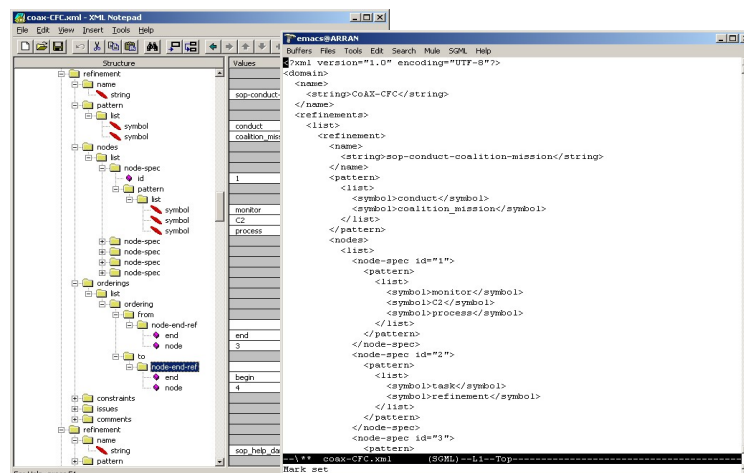 coax-CFC.xml - XML Notepad
File Edit View Insert Tools Help
Structure
Values
refinement
name
string
sop-conduct-
pattern
list
symbol
conduct
symbol
coalition_miss
nodes
list
node-spec
id
1
pattern
list
symbol
monitor
symbol
C2
symbol
process
node-spec
node-spec
node-spec
node-spec
orderings
list
ordering
from
node-end-ref
end
end
node
3
to
node-end-ref
end
begin
node
4
constraints
issues
comments
refinement
name
string
sop_help_da
pattern
emacs@ARRAN
Buffers Files Tools Edit Search Mule SGML Help
<?xml version="1.0" encoding="UTF-8"?>
<domain>
<name>
<string>CoAX-CFC</string>
</name>
<refinements>
<list>
<refinement>
<name>
<string>sop-conduct-coalition-mission</string>
</name>
<pattern>
<list>
<symbol>conduct</symbol>
<symbol>coalition_mission</symbol>
</list>
</pattern>
<nodes>
<list>
<node-spec id="1">
<pattern>
<list>
<symbol>monitor</symbol>
<symbol>C2</symbol>
<symbol>process</symbol>
</list>
</pattern>
</node-spec>
<node-spec id="2">
<pattern>
<list>
<symbol>task</symbol>
<symbol>refinement</symbol>
</list>
</pattern>
</node-spec>
<node-spec id="3">
<pattern>
--\** coax-CFC.xml (SGML)--L1--Top--
Mark set